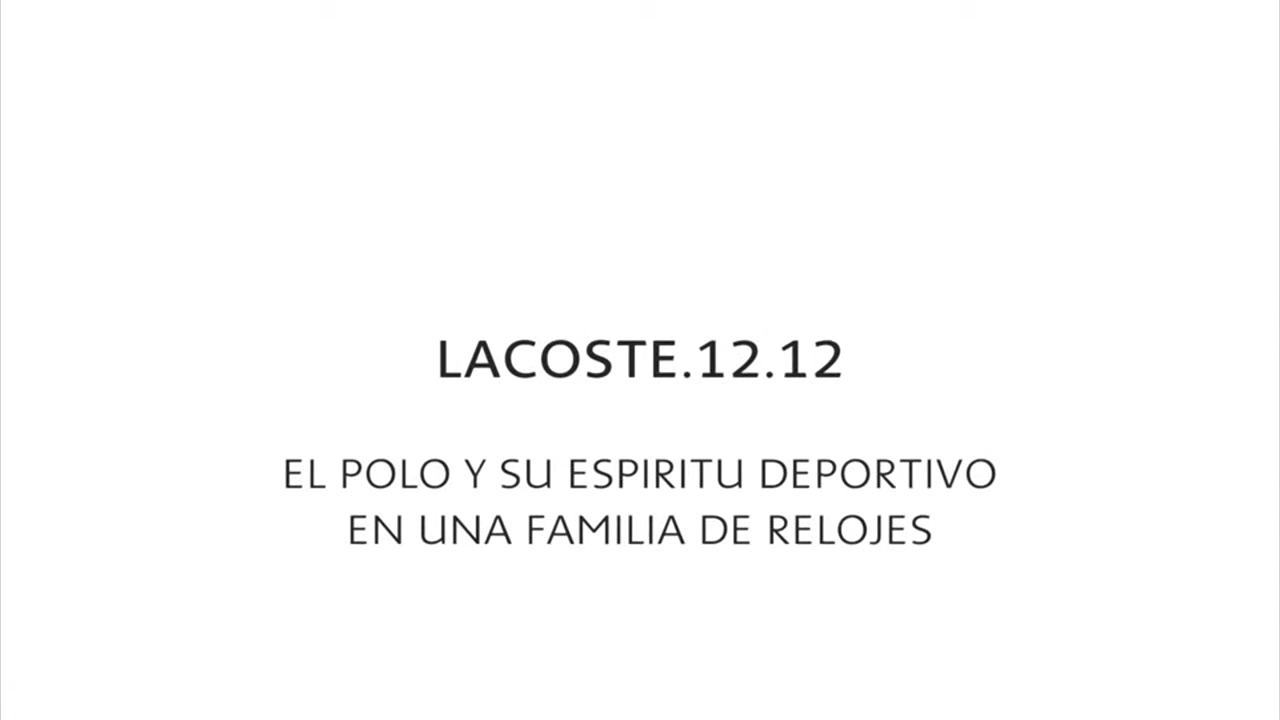 LACOSTE.12.12
EL POLO Y SU ESPIRITU DEPORTIVO
EN UNA FAMILIA DE RELOJES